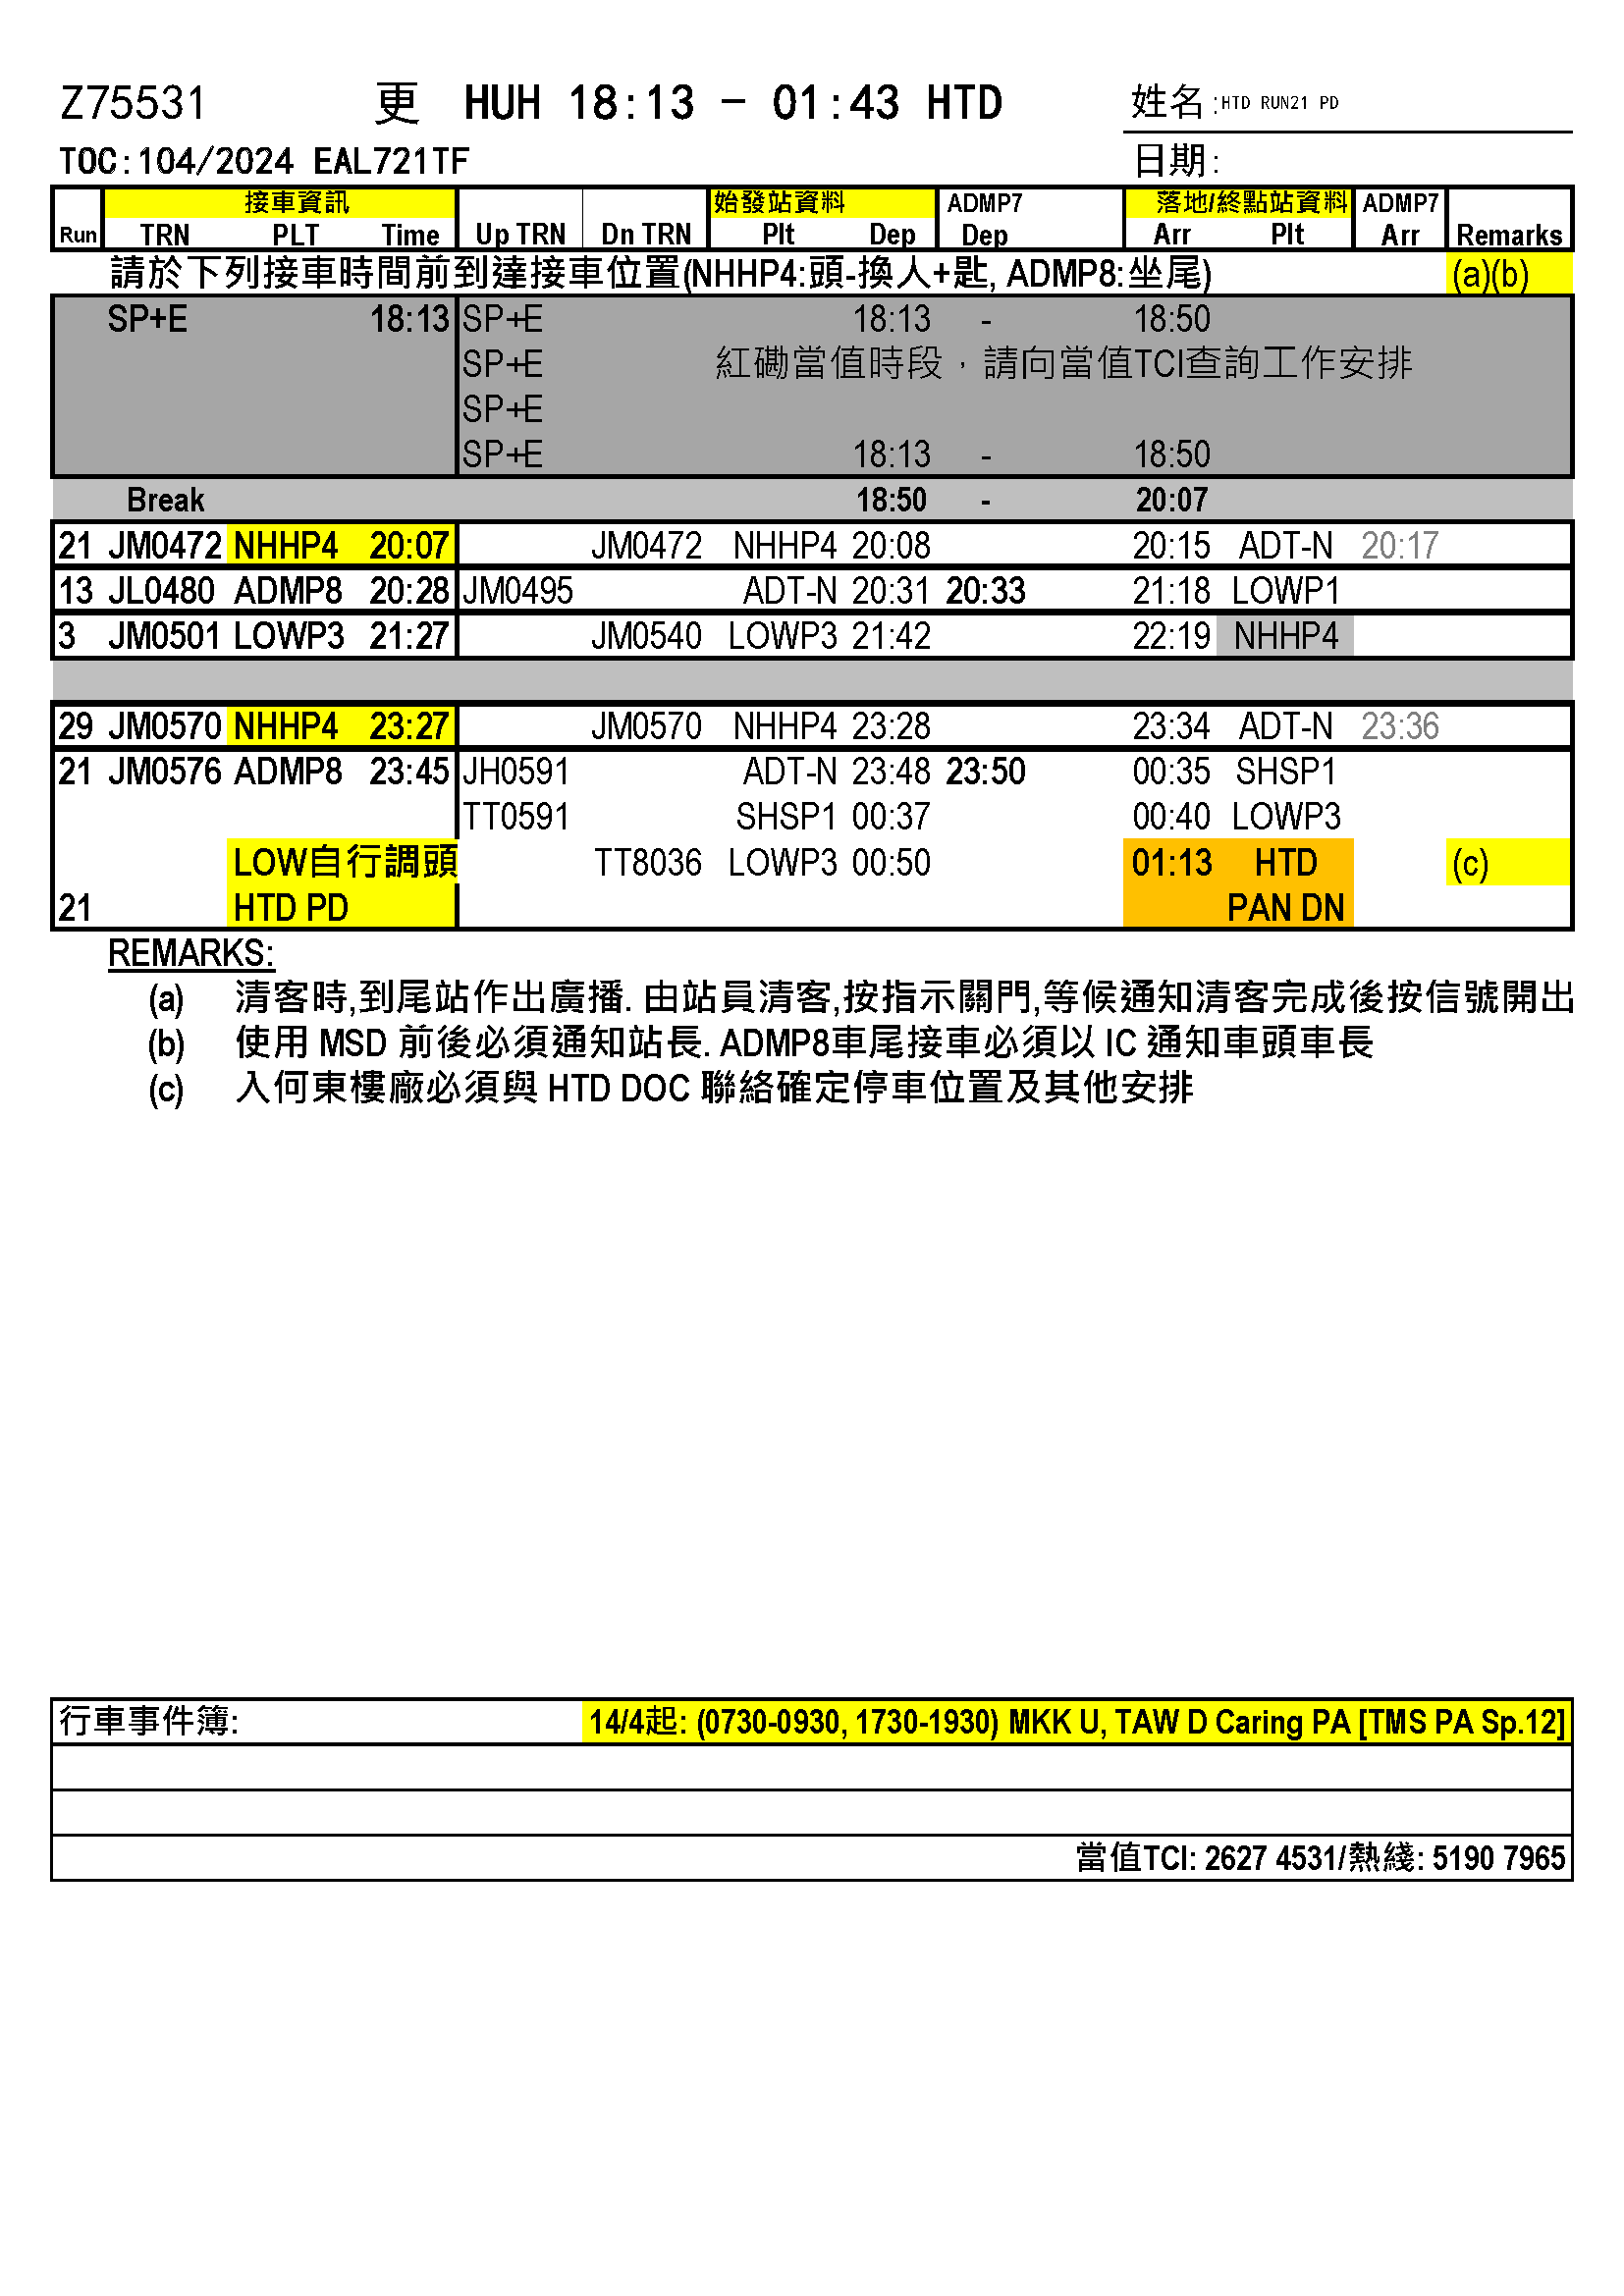 Z75531 更 HUH 18:13 - 01:43 HTD 姓名:HTD RUN21 PD
TOC:104/2024 EAL721TF 日期:
接車資訊 始發站資料 ADMP7 落地/終點站資料 ADMP7
Run TRN PLT Time Up TRN Dn TRN Plt Dep Dep Arr Plt Arr Remarks
請於下列接車時間前到達接車位置(NHHP4:頭-換人+匙, ADMP8:坐尾) (a)(b)
SP+E 18:13 SP+E 18:13 - 18:50
SP+E 紅磡當值時段，請向當值TCI查詢工作安排
SP+E
SP+E 18:13 - 18:50
Break 18:50 - 20:07
21 JM0472 NHHP4 20:07 JM0472 NHHP4 20:08 20:15 ADT-N 20:17
13 JL0480 ADMP8 20:28 JM0495 ADT-N 20:31 20:33 21:18 LOWP1
3 JM0501 LOWP3 21:27 JM0540 LOWP3 21:42 22:19 NHHP4
29 JM0570 NHHP4 23:27 JM0570 NHHP4 23:28 23:34 ADT-N 23:36
21 JM0576 ADMP8 23:45 JH0591 ADT-N 23:48 23:50 00:35 SHSP1
TT0591 SHSP1 00:37 00:40 LOWP3
LOW自行調頭 TT8036 LOWP3 00:50 01:13 HTD (c)
21 HTD PD PAN DN
REMARKS:
(a) 清客時,到尾站作出廣播. 由站員清客,按指示關門,等候通知清客完成後按信號開出
(b) 使用 MSD 前後必須通知站長. ADMP8車尾接車必須以 IC 通知車頭車長
(c) 入何東樓廠必須與 HTD DOC 聯絡確定停車位置及其他安排
行車事件簿: 14/4起: (0730-0930, 1730-1930) MKK U, TAW D Caring PA [TMS PA Sp.12]
當值TCI: 2627 4531/熱綫: 5190 7965